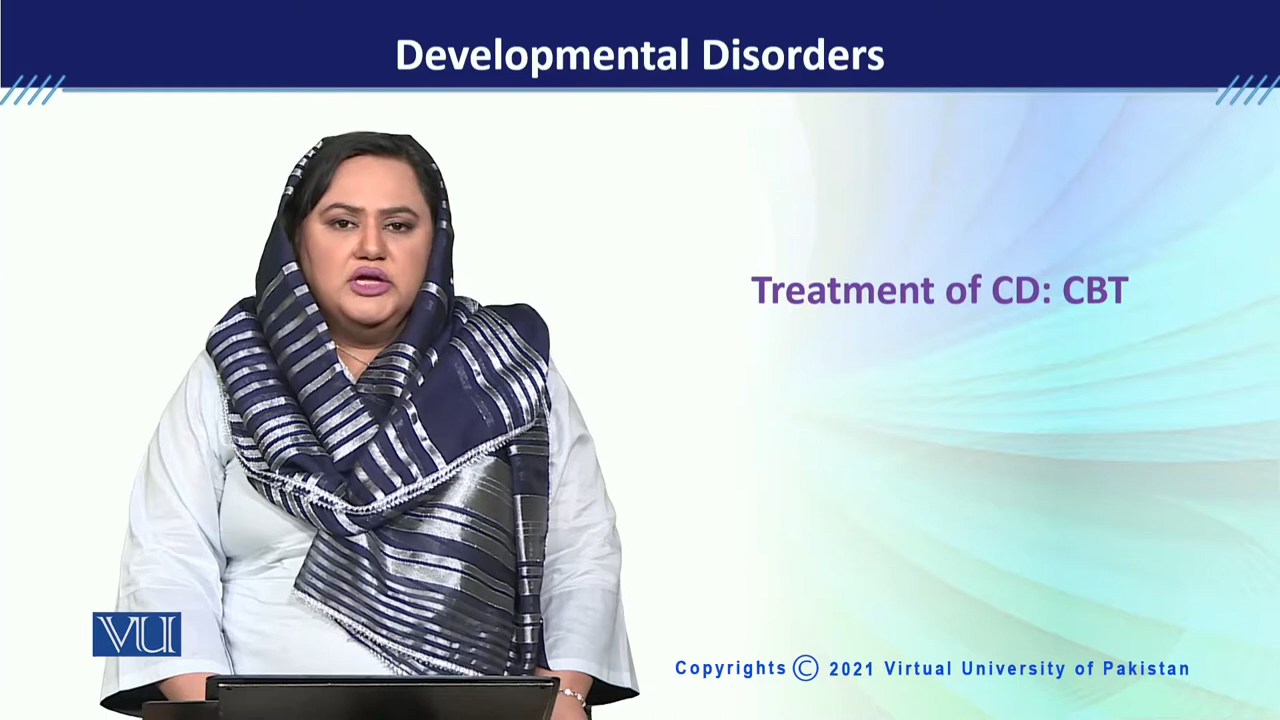 Developmental Disorders
Treatment of CD: CBT
VU
Copyrights © 2021 Virtual University of Pakistan